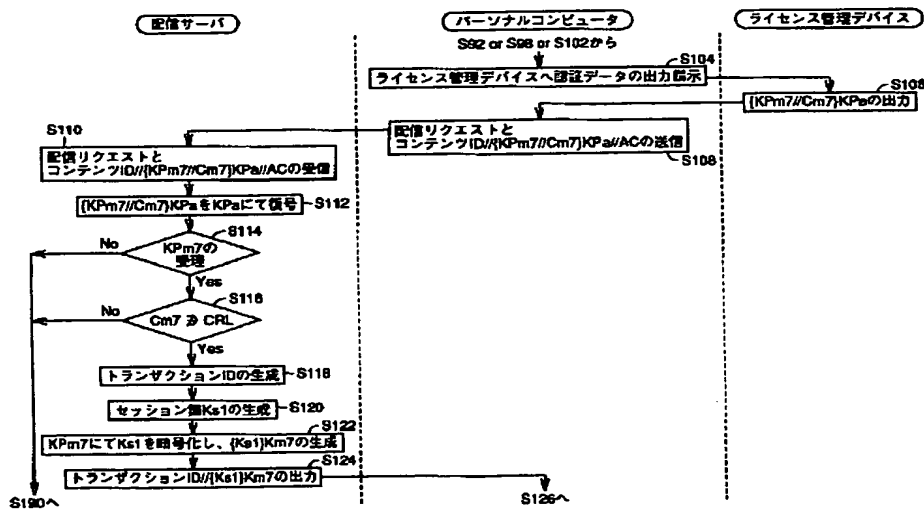 配信サーバ
パーソナルコンピュータ
ライセンス管理デバイス
S92 or S98 or S102から
S104
ライセンス管理デバイスへ認証データの出力指示
S106
{KPm7//Cm7}KPaの出力
配信リクエストと
コンテンツID//{KPm7//Cm7}KPa//ACの送信
S108
S110
配信リクエストと
コンテンツID//{KPm7//Cm7}KPa//ACの受信
{KPm7//Cm7}KPaをKPaにて復号
S112
S114
KPm7の
受理
No
Yes
S116
Cm7 ∌ CRL
No
Yes
トランザクションIDの生成
S118
セッション鍵Ks1の生成
S120
S122
KPm7にてKs1を暗号化し、{Ks1}Km7の生成
S124
トランザクションID//{Ks1}Km7の出力
S190へ
S126へ